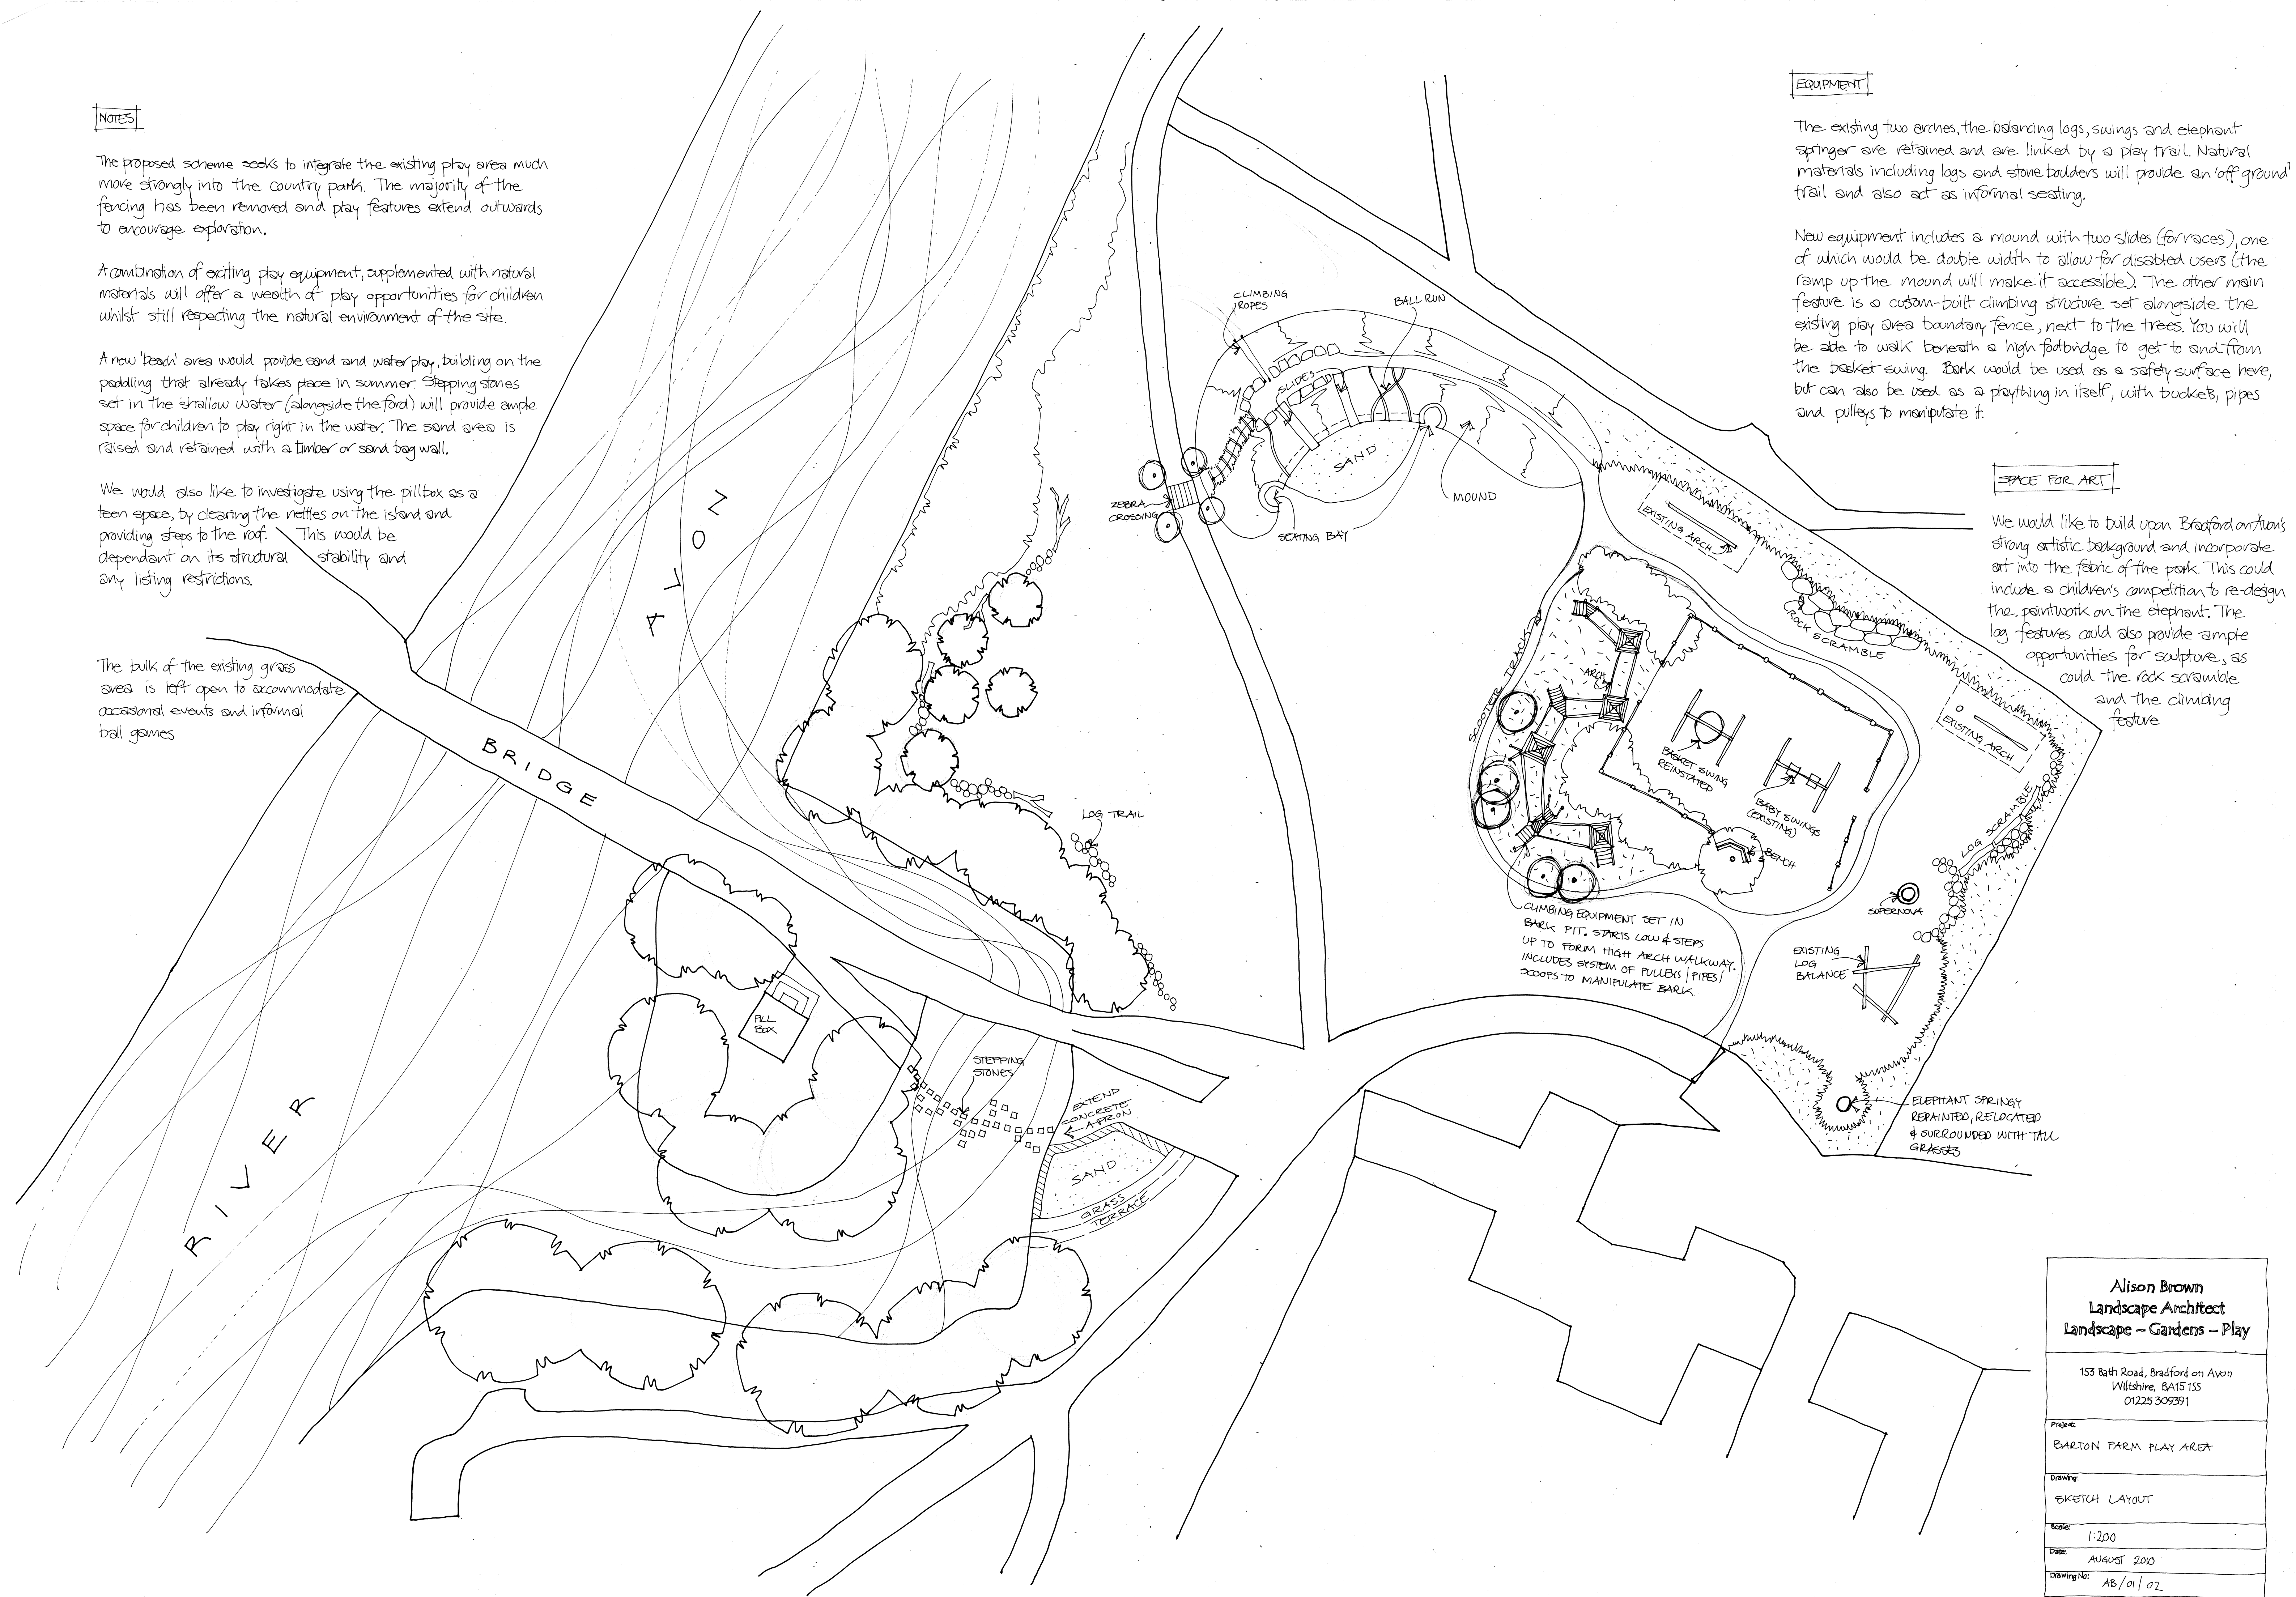 NOTES
The proposed scheme seeks to integrate the existing play area much
more strongly into the country park. The majority of the
fencing has been removed and play features extend outwards
to encourage exploration.
A combination of exciting play equipment, supplemented with natural
materials will offer a wealth of play opportunities for children
whilst still respecting the natural environment of the site.
A new 'beach' area would provide sand and water play, building on the
paddling that already takes place in summer. Stepping stones
set in the shallow water (alongside the ford) will provide ample
space for children to play right in the water. The sand area is
raised and retained with a timber or sand bag wall.
We would also like to investigate using the pillbox as a
teen space, by clearing the nettles on the island and
providing steps to the roof. This would be
dependant on its structural stability and
any listing restrictions.
The bulk of the existing grass
area is left open to accommodate
occasional events and informal
ball games
EQUIPMENT
The existing two arches, the balancing logs, swings and elephant
springer are retained and are linked by a play trail. Natural
materials including logs and stone boulders will provide an 'off ground'
trail and also act as informal seating.
New equipment includes a mound with two slides (for races), one
of which would be double width to allow for disabled users (the
ramp up the mound will make it accessible). The other main
feature is a custom-built climbing structure set alongside the
existing play area boundary fence, next to the trees. You will
be able to walk beneath a high footbridge to get to and from
the basket swing. Bark would be used as a safety surface here,
but can also be used as a plaything in itself, with buckets, pipes
and pulleys to manipulate it.
SPACE FOR ART
We would like to build upon Bradford on Avon's
strong artistic background and incorporate
art into the fabric of the park. This could
include a children's competition to re-design
the paintwork on the elephant. The
log features could also provide ample
opportunities for sculpture, as
could the rock scramble
and the climbing
feature
CLIMBING
ROPES
BALL RUN
SLIDES
SAND
MOUND
ZEBRA
CROSSING
SEATING BAY
AVON
EXISTING ARCH
ROCK SCRAMBLE
SCOOTER TRACK
ARCH
BASKET SWING
REINSTATED
BABY SWINGS
(EXISTING)
BENCH
EXISTING ARCH
LOG SCRAMBLE
SUPERNOVA
EXISTING
LOG
BALANCE
CLIMBING EQUIPMENT SET IN
BARK PIT. STARTS LOW & STEPS
UP TO FORM HIGH ARCH WALKWAY.
INCLUDES SYSTEM OF PULLEYS / PIPES /
SCOOPS TO MANIPULATE BARK
ELEPHANT SPRINGY
REPAINTED, RELOCATED
& SURROUNDED WITH TALL
GRASSES
BRIDGE
LOG TRAIL
PILL
BOX
STEPPING
STONES
EXTEND
CONCRETE
APRON
SAND
GRASS
TERRACE
RIVER
Alison Brown
Landscape Architect
Landscape – Gardens – Play
153 Bath Road, Bradford on Avon
Wiltshire, BA15 1SS
01225 309391
Project:
BARTON FARM PLAY AREA
Drawing:
SKETCH LAYOUT
Scale:
1:200
Date:
AUGUST 2010
Drawing No:
AB/01/02